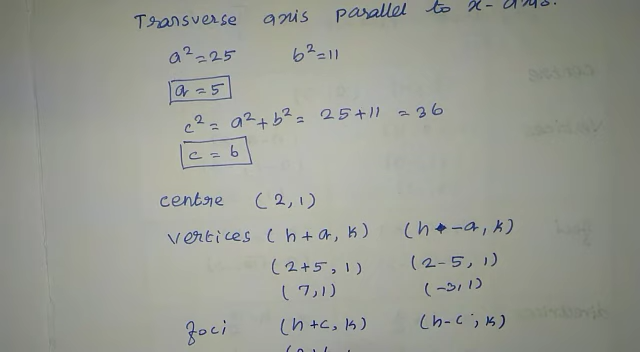 Transverse axis parallel to x-axis.
a²=25 b²=11
a = 5
c² = a²+b² = 25+11 = 36
c = 6
centre (2,1)
vertices (h+a, k) (h-a, k)
(2+5, 1) (2-5, 1)
(7,1) (-3,1)
foci (h+c, k) (h-c, k)